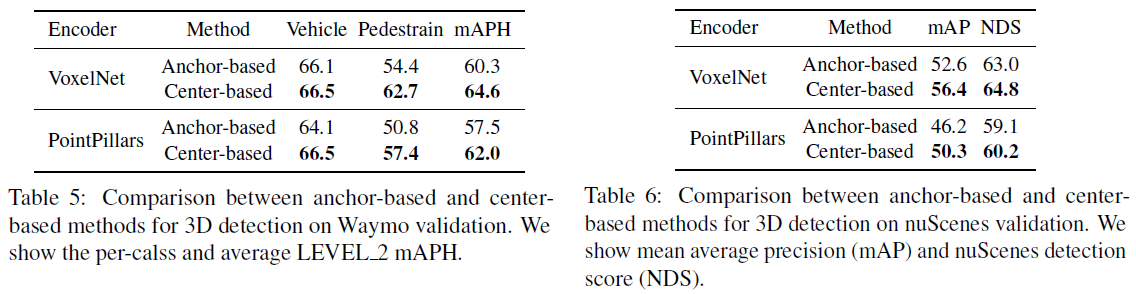 Encoder Method Vehicle Pedestrain mAPH
VoxelNet
Anchor-based 66.1 54.4 60.3
Center-based 66.5 62.7 64.6
PointPillars
Anchor-based 64.1 50.8 57.5
Center-based 66.5 57.4 62.0
Table 5: Comparison between anchor-based and center-
based methods for 3D detection on Waymo validation. We
show the per-calss and average LEVEL_2 mAPH.
Encoder Method mAP NDS
VoxelNet
Anchor-based 52.6 63.0
Center-based 56.4 64.8
PointPillars
Anchor-based 46.2 59.1
Center-based 50.3 60.2
Table 6: Comparison between anchor-based and center-
based methods for 3D detection on nuScenes validation. We
show mean average precision (mAP) and nuScenes detection
score (NDS).